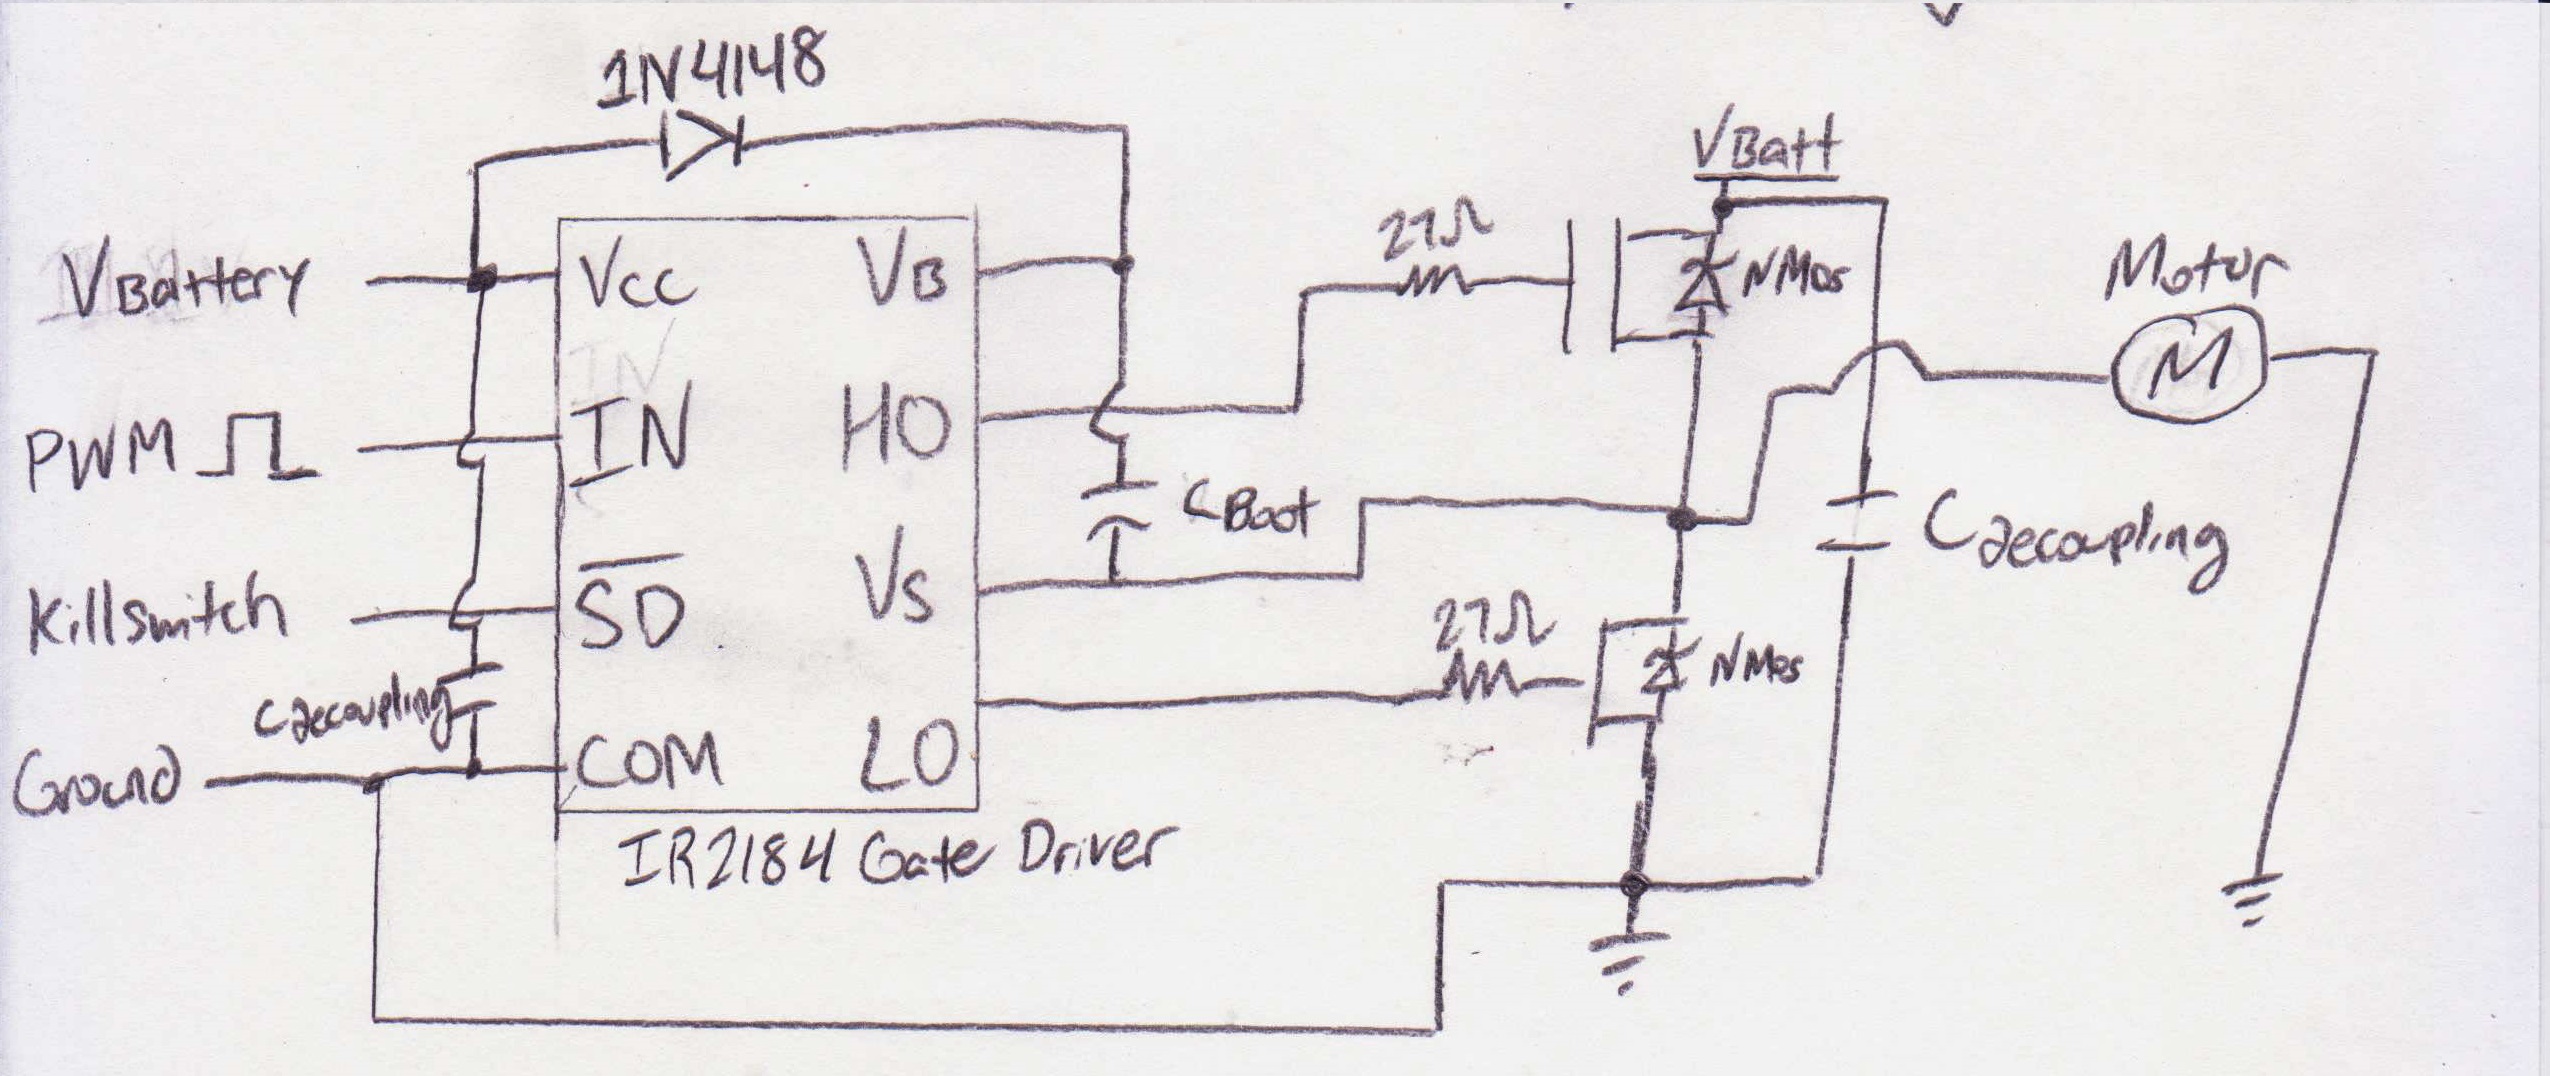 1N4148
VBatt
27Ω
VBattery
Vcc
VB
NMos
Motor
M
PWM
IN
HO
CBoot
Cdecoupling
Killswitch
SD
VS
27Ω
NMos
Cdecoupling
Ground
COM
LO
IR2184 Gate Driver